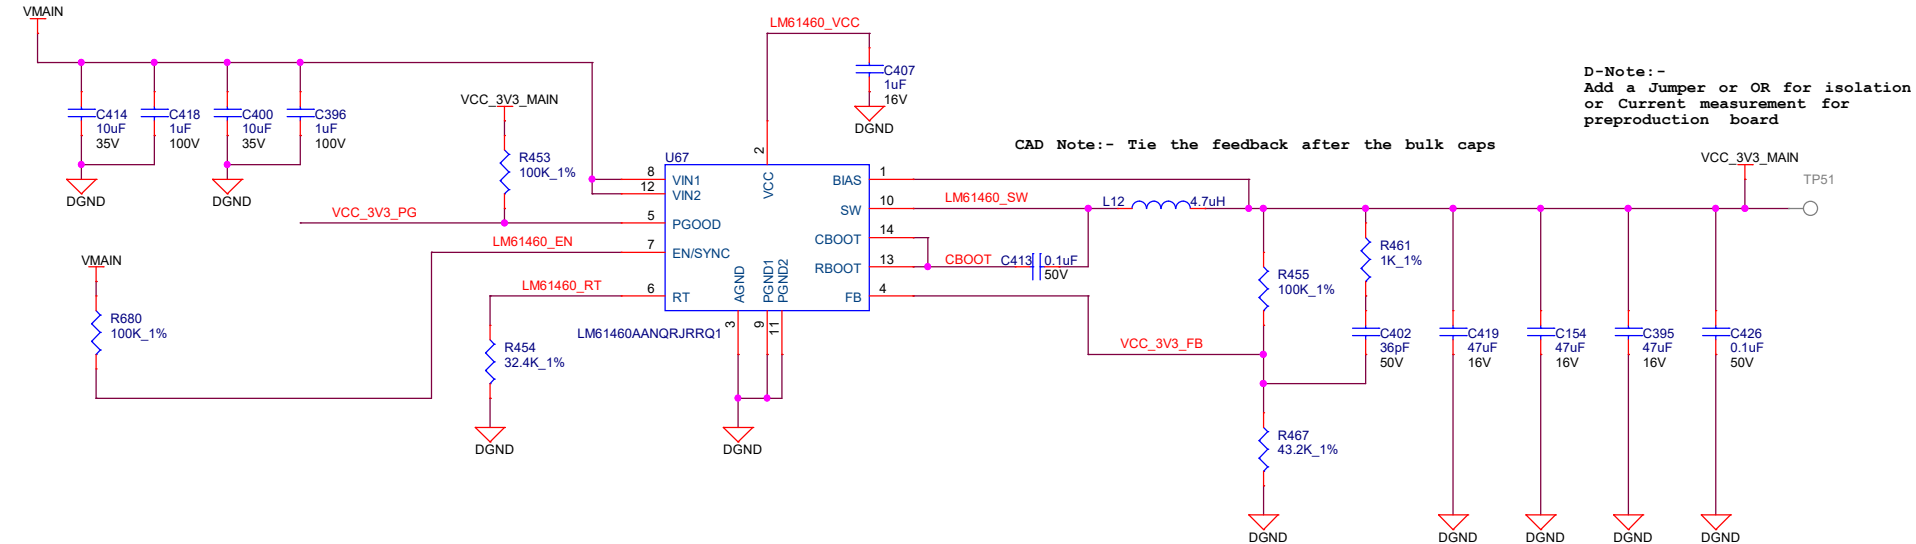 VMAIN
LM61460_VCC
C407
1uF
16V
DGND
D-Note:-
Add a Jumper or OR for isolation
or Current measurement for
preproduction board
C414
10uF
35V
C418
1uF
100V
C400
10uF
35V
C396
1uF
100V
DGND
DGND
VCC_3V3_MAIN
R453
100K_1%
CAD Note:- Tie the feedback after the bulk caps
VCC_3V3_MAIN
TP51
U67
2
VCC
8
VIN1
12
VIN2
VCC_3V3_PG
5
PGOOD
LM61460_EN
7
EN/SYNC
LM61460_RT
6
RT
BIAS
1
SW
10
LM61460_SW
CBOOT
14
RBOOT
13
CBOOT
FB
4
AGND
PGND1
PGND2
3
9
11
LM61460AANQRJRRQ1
L12
4.7uH
C413
0.1uF
50V
VMAIN
R680
100K_1%
R454
32.4K_1%
DGND
DGND
VCC_3V3_FB
R455
100K_1%
R461
1K_1%
C402
36pF
50V
C419
47uF
16V
C154
47uF
16V
C395
47uF
16V
C426
0.1uF
50V
R467
43.2K_1%
DGND
DGND
DGND
DGND
DGND